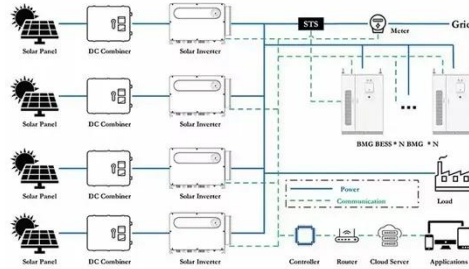 Solar Panel
DC Combiner
Solar Inverter
STS
Meter
Grid
Solar Panel
DC Combiner
Solar Inverter
BMG BESS * N BMG * N
Solar Panel
DC Combiner
Solar Inverter
Power
Communication
Load
Solar Panel
DC Combiner
Solar Inverter
Controller
Router
Cloud Server
Applications